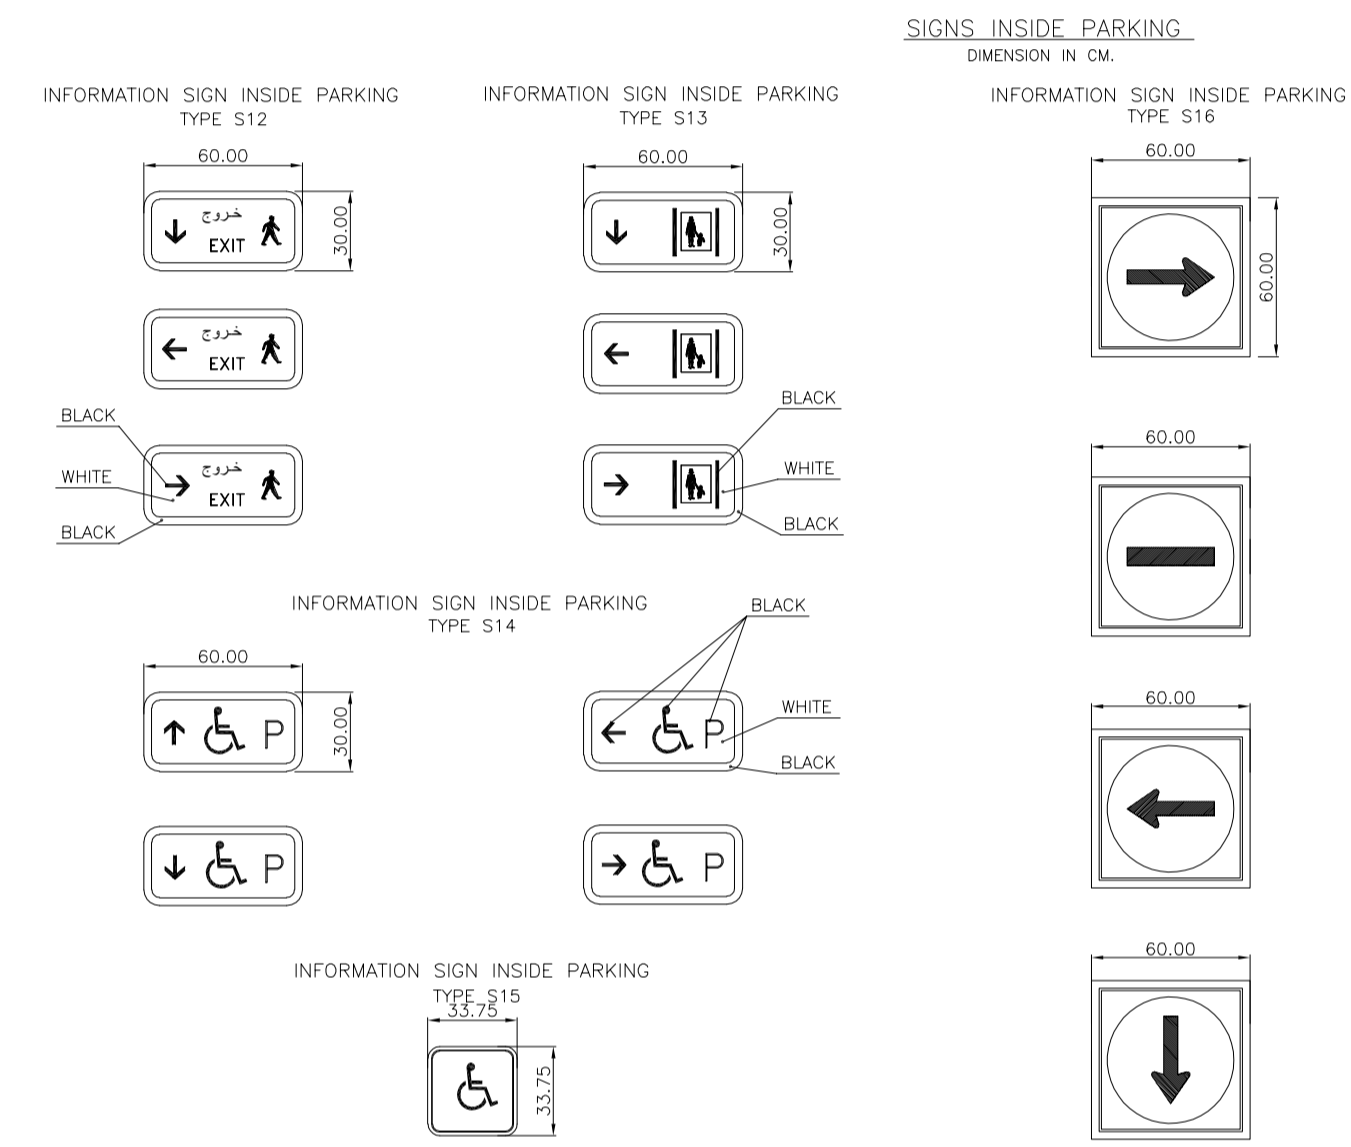 SIGNS INSIDE PARKING
DIMENSION IN CM.
INFORMATION SIGN INSIDE PARKING
TYPE S12
60.00
30.00
خروج
EXIT
خروج
EXIT
BLACK
WHITE
BLACK
خروج
EXIT
INFORMATION SIGN INSIDE PARKING
TYPE S13
60.00
30.00
BLACK
WHITE
BLACK
INFORMATION SIGN INSIDE PARKING
TYPE S14
60.00
30.00
P
P
BLACK
WHITE
BLACK
P
P
INFORMATION SIGN INSIDE PARKING
TYPE S15
33.75
33.75
INFORMATION SIGN INSIDE PARKING
TYPE S16
60.00
60.00
60.00
60.00
60.00